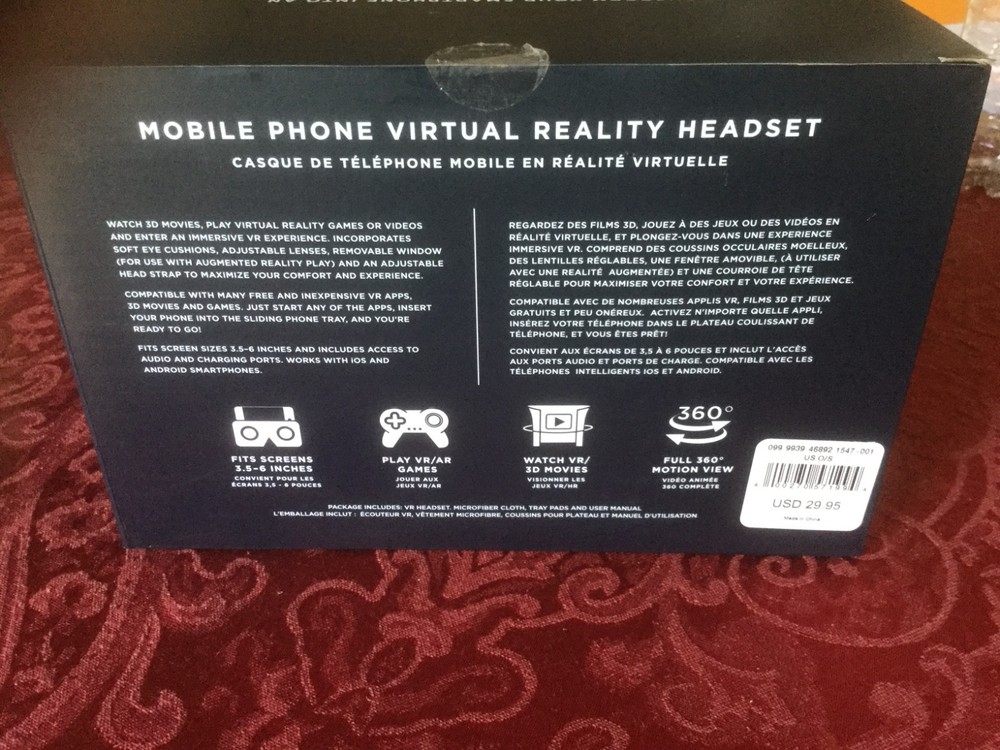 MOBILE PHONE VIRTUAL REALITY HEADSET
CASQUE DE TÉLÉPHONE MOBILE EN RÉALITÉ VIRTUELLE
WATCH 3D MOVIES, PLAY VIRTUAL REALITY GAMES OR VIDEOS
AND ENTER AN IMMERSIVE VR EXPERIENCE. INCORPORATES
SOFT EYE CUSHIONS, ADJUSTABLE LENSES, REMOVABLE WINDOW
(FOR USE WITH AUGMENTED REALITY PLAY) AND AN ADJUSTABLE
HEAD STRAP TO MAXIMIZE YOUR COMFORT AND EXPERIENCE.
COMPATIBLE WITH MANY FREE AND INEXPENSIVE VR APPS,
3D MOVIES AND GAMES. JUST START ANY OF THE APPS, INSERT
YOUR PHONE INTO THE SLIDING PHONE TRAY, AND YOU'RE
READY TO GO!
FITS SCREEN SIZES 3.5-6 INCHES AND INCLUDES ACCESS TO
AUDIO AND CHARGING PORTS. WORKS WITH iOS AND
ANDROID SMARTPHONES.
REGARDEZ DES FILMS 3D, JOUEZ À DES JEUX OU DES VIDÉOS EN
RÉALITÉ VIRTUELLE, ET PLONGEZ-VOUS DANS UNE EXPERIENCE
IMMERSIVE VR. COMPREND DES COUSSINS OCCULAIRES MOELLEUX,
DES LENTILLES RÉGLABLES, UNE FENÊTRE AMOVIBLE, (À UTILISER
AVEC UNE REALITÉ AUGMENTÉE) ET UNE COURROIE DE TÊTE
RÉGLABLE POUR MAXIMISER VOTRE CONFORT ET VOTRE EXPÉRIENCE.
COMPATIBLE AVEC DE NOMBREUSES APPLIS VR, FILMS 3D ET JEUX
GRATUITS ET PEU ONÉREUX. ACTIVEZ N'IMPORTE QUELLE APPLI,
INSÉREZ VOTRE TÉLÉPHONE DANS LE PLATEAU COULISSANT DE
TÉLÉPHONE, ET VOUS ÊTES PRÊT!
CONVIENT AUX ÉCRANS DE 3,5 À 6 POUCES ET INCLUT L'ACCÈS
AUX PORTS AUDIO ET PORTS DE CHARGE. COMPATIBLE AVEC LES
TÉLÉPHONES INTELLIGENTS IOS ET ANDROID.
FITS SCREENS
3.5-6 INCHES
CONVIENT POUR LES
ÉCRANS 3,5 - 6 POUCES
PLAY VR/AR
GAMES
JOUER AUX
JEUX VR/AR
WATCH VR/
3D MOVIES
VISIONNER LES
JEUX VR/HR
360°
FULL 360°
MOTION VIEW
VIDÉO ANIMÉE
360 COMPLÈTE
099 9939 46892 1547-001
US O/S
USD 29.95
Made in China
PACKAGE INCLUDES: VR HEADSET, MICROFIBER CLOTH, TRAY PADS AND USER MANUAL
L'EMBALLAGE INCLUT : ÉCOUTEUR VR, VÊTEMENT MICROFIBRE, COUSSINS POUR PLATEAU ET MANUEL D'UTILISATION